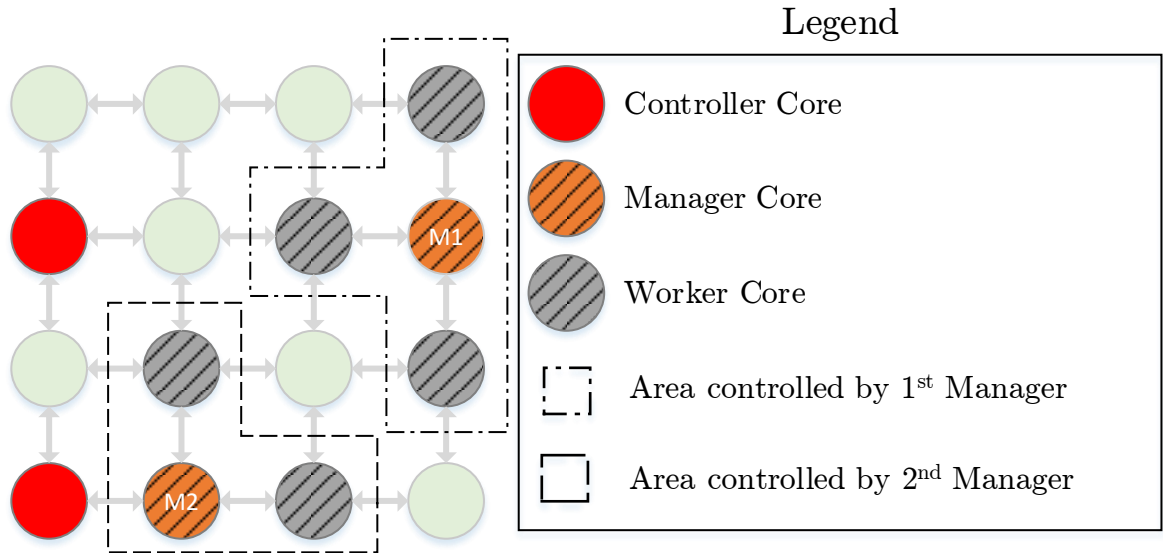 Legend
Controller Core
M1
Manager Core
Worker Core
Area controlled by 1st Manager
M2
Area controlled by 2nd Manager